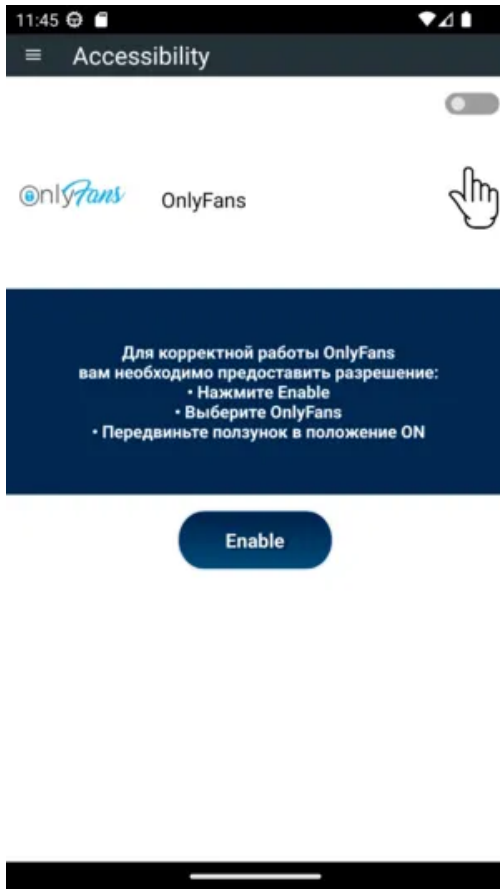 11:45
Accessibility
OnlyFans OnlyFans
Для корректной работы OnlyFans
вам необходимо предоставить разрешение:
• Нажмите Enable
• Выберите OnlyFans
• Передвиньте ползунок в положение ON
Enable